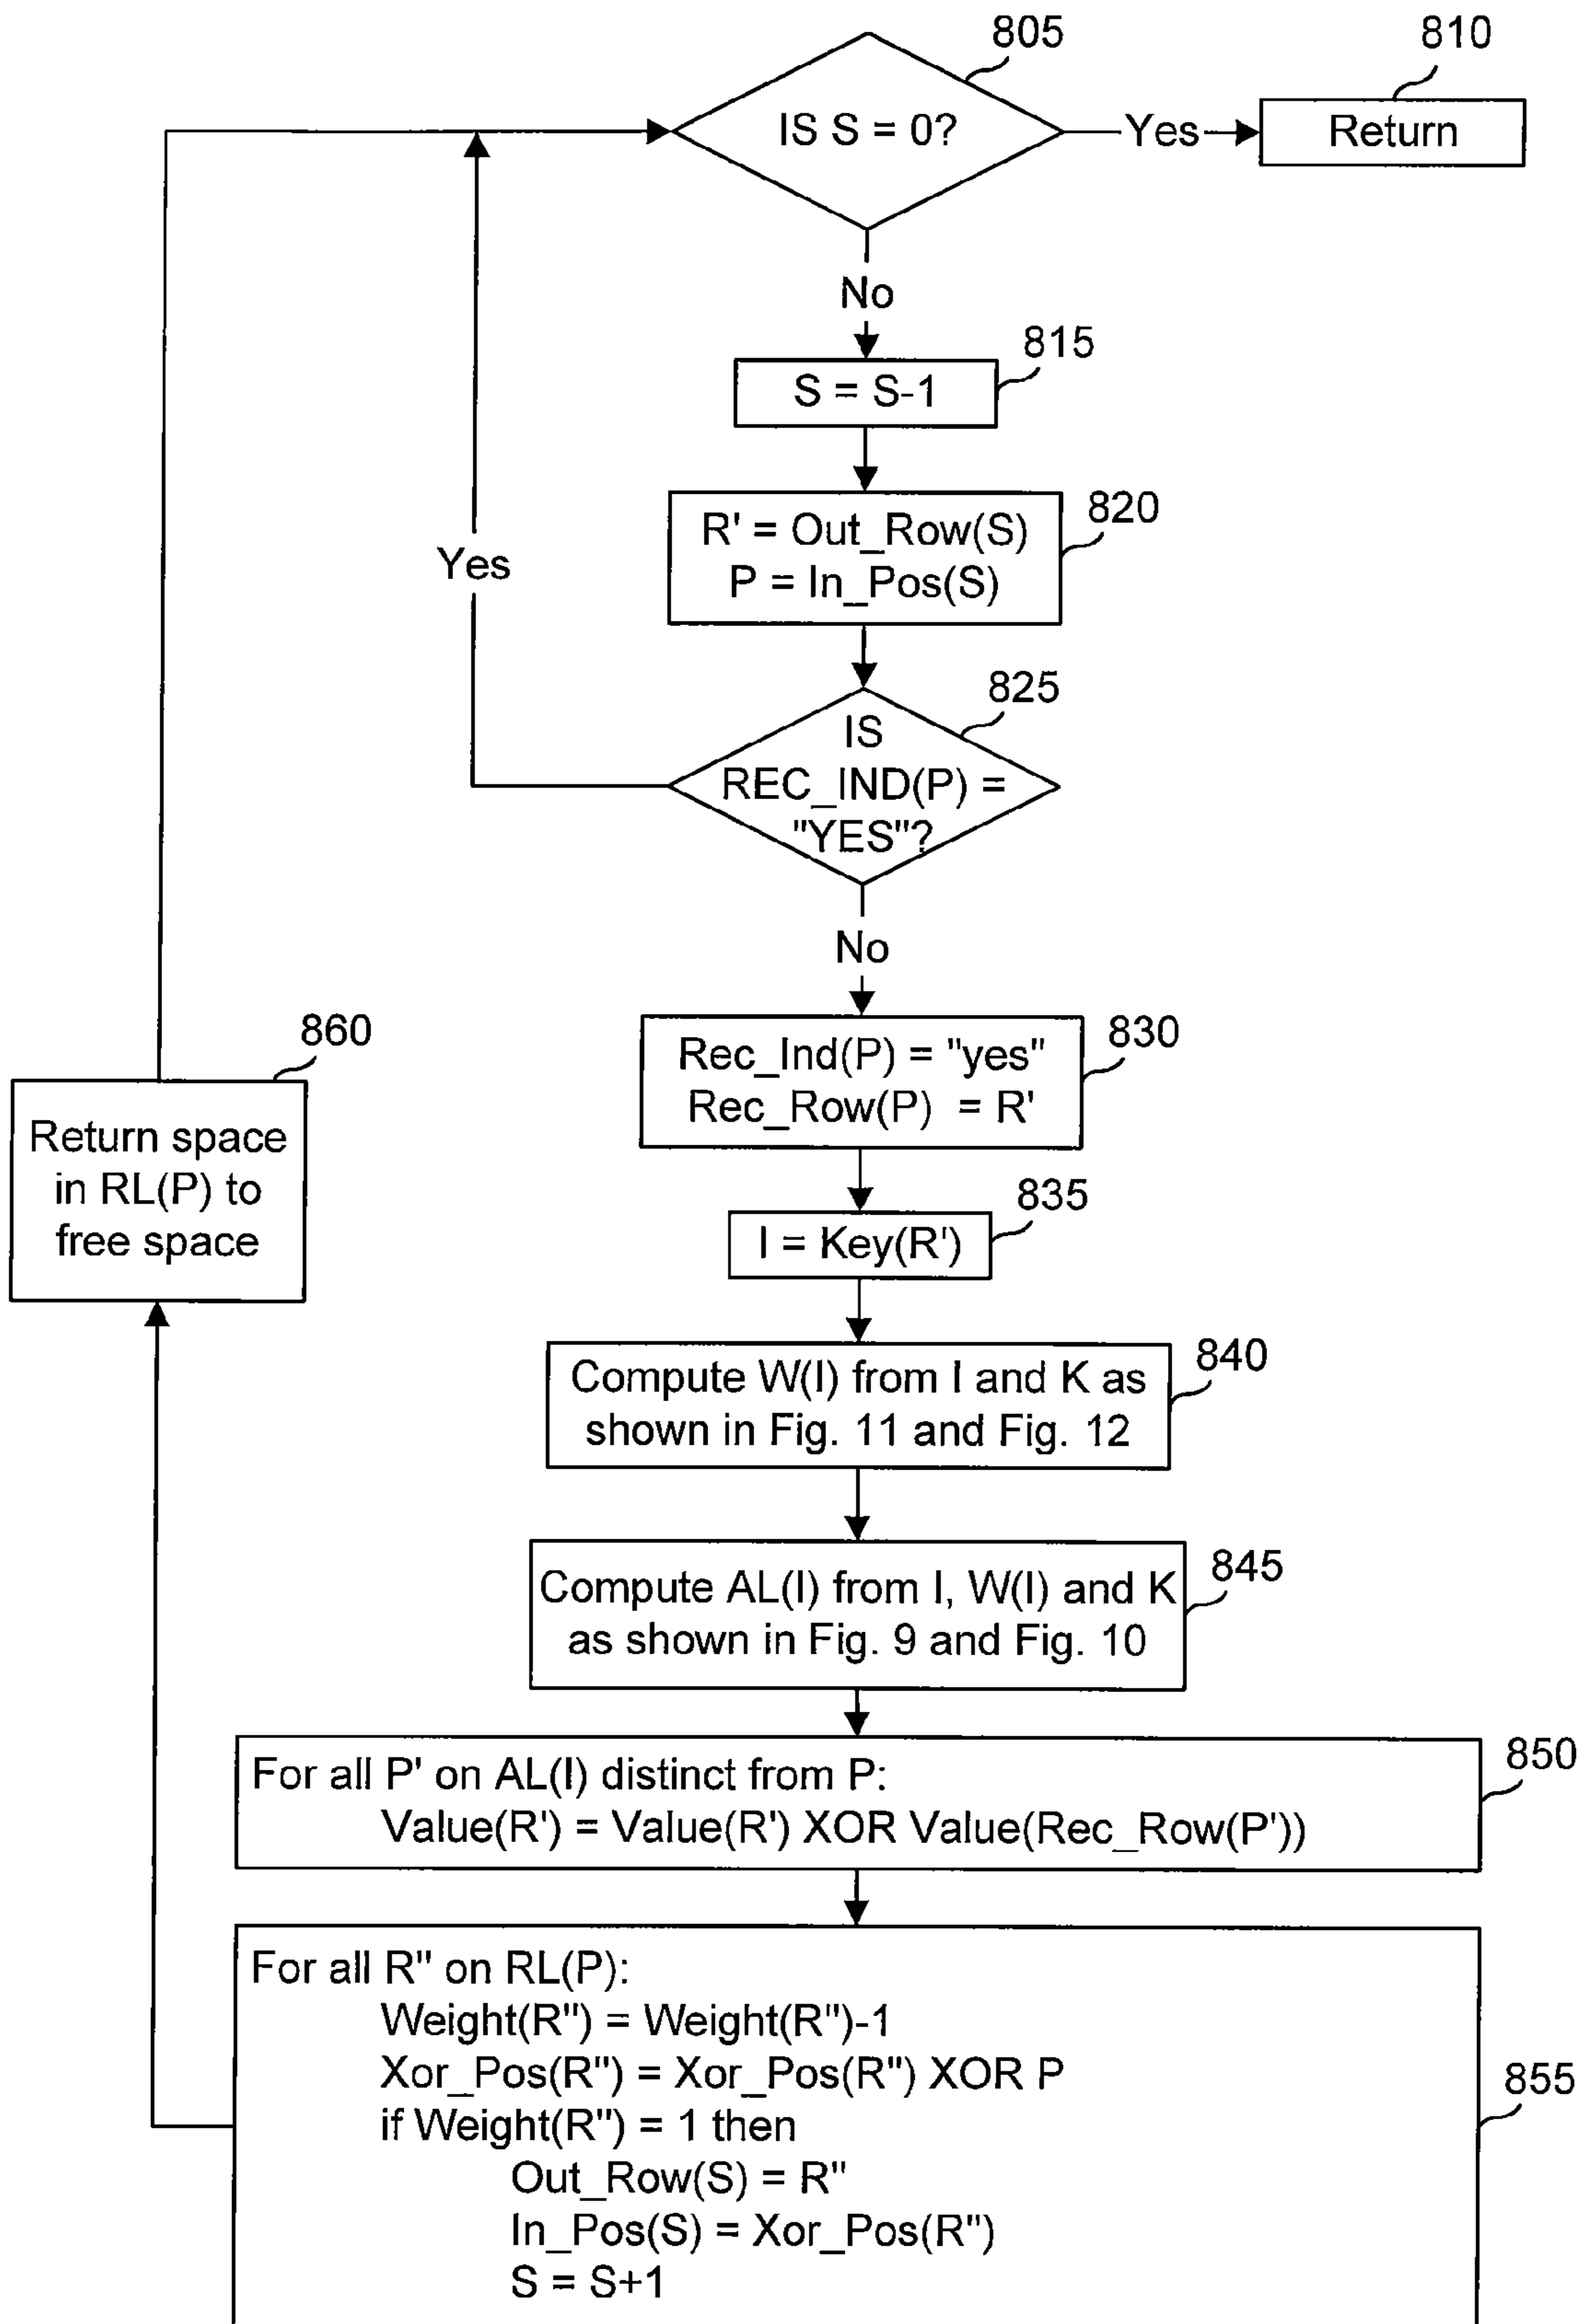 805
810
IS S = 0?
Yes
Return
No
815
S = S-1
820
R' = Out_Row(S)
P = In_Pos(S)
Yes
825
IS
REC_IND(P) =
"YES"?
No
860
830
Rec_Ind(P) = "yes"
Rec_Row(P) = R'
Return space
in RL(P) to
free space
835
I = Key(R')
840
Compute W(I) from I and K as
shown in Fig. 11 and Fig. 12
845
Compute AL(I) from I, W(I) and K
as shown in Fig. 9 and Fig. 10
850
For all P' on AL(I) distinct from P:
Value(R') = Value(R') XOR Value(Rec_Row(P'))
For all R" on RL(P):
Weight(R") = Weight(R")-1
Xor_Pos(R") = Xor_Pos(R") XOR P
855
if Weight(R") = 1 then
Out_Row(S) = R"
In_Pos(S) = Xor_Pos(R")
S = S+1